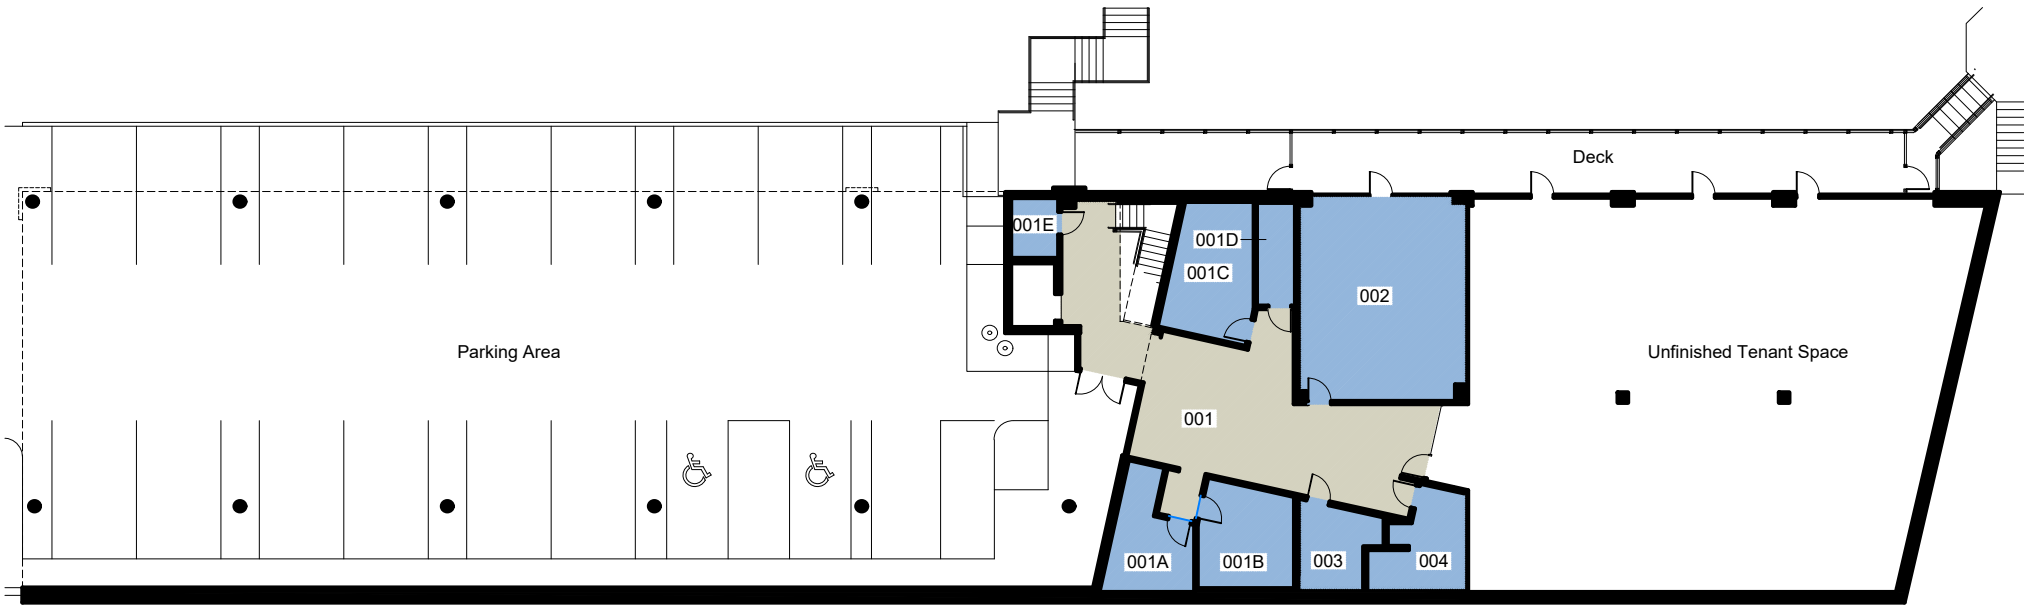 Deck
001E
001D
001C
002
Parking Area
Unfinished Tenant Space
001
001A
001B
003
004